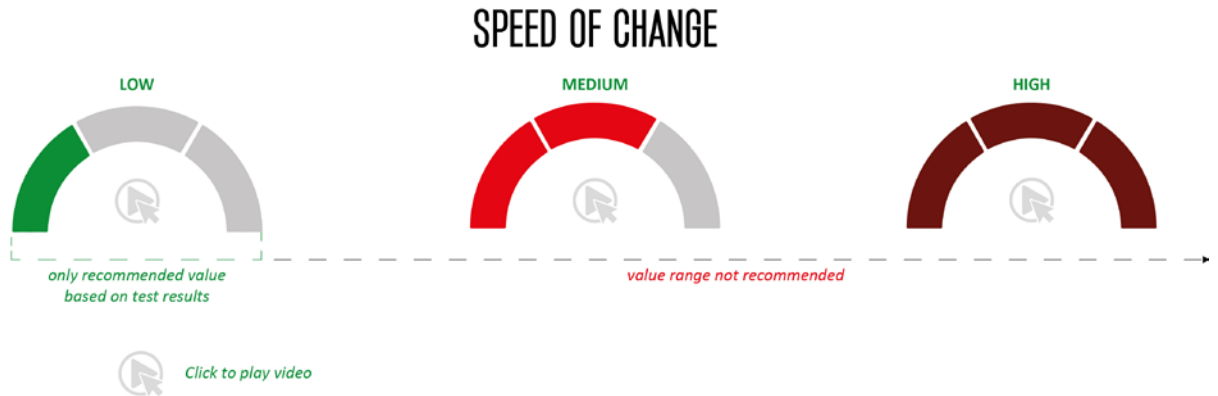 SPEED OF CHANGE
LOW
MEDIUM
HIGH
only recommended value
based on test results
value range not recommended
Click to play video